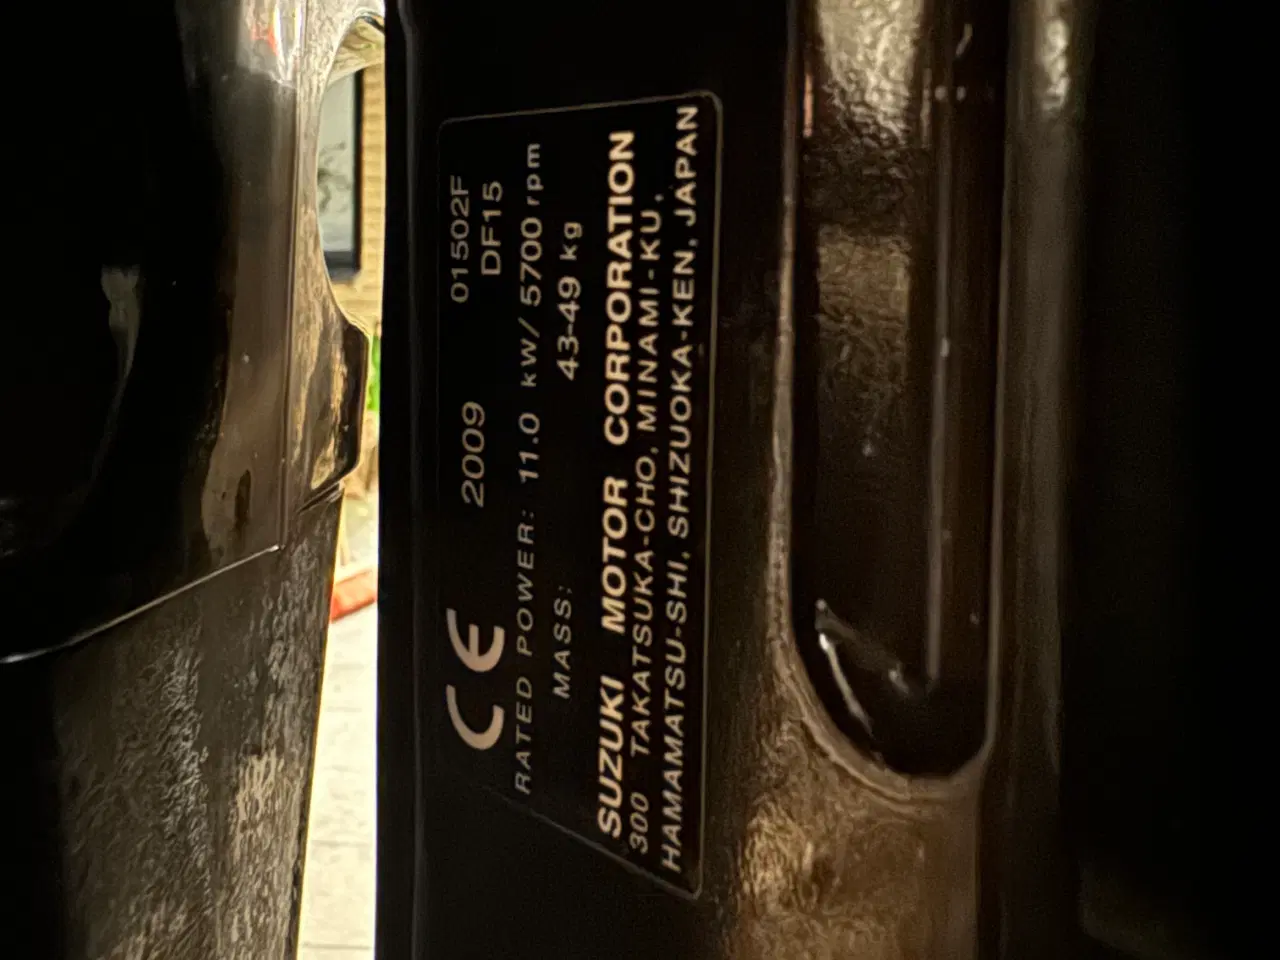 CE 2009 01502F
DF15
RATED POWER: 11.0 kW/ 5700 rpm
MASS: 43-49 kg
SUZUKI MOTOR CORPORATION
300 TAKATSUKA-CHO, MINAMI-KU,
HAMAMATSU-SHI, SHIZUOKA-KEN, JAPAN